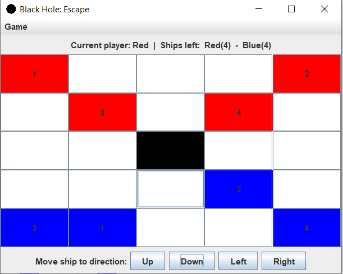 Black Hole: Escape
Game
Current player: Red | Ships left: Red(4) - Blue(4)
1 2
3 4
2
3 1
Move ship to direction: Up Down Left Right